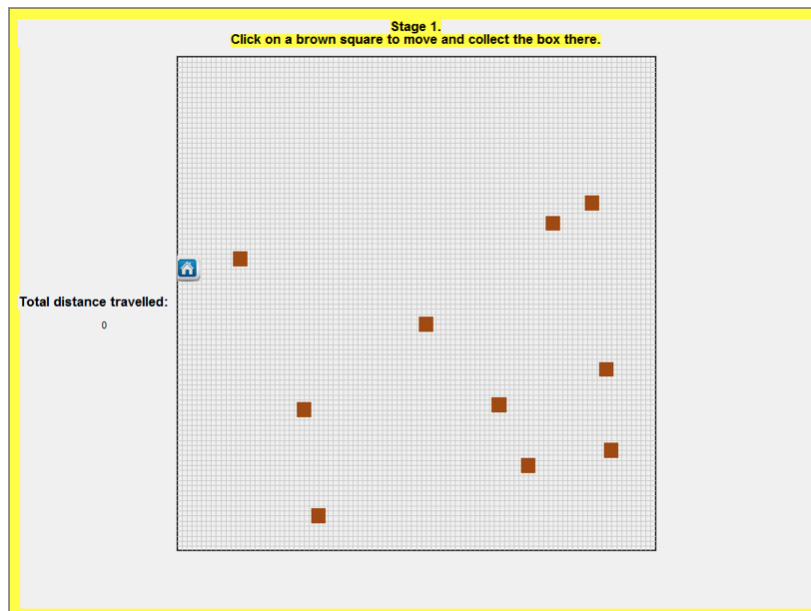 Stage 1.
Click on a brown square to move and collect the box there.
Total distance travelled:
0